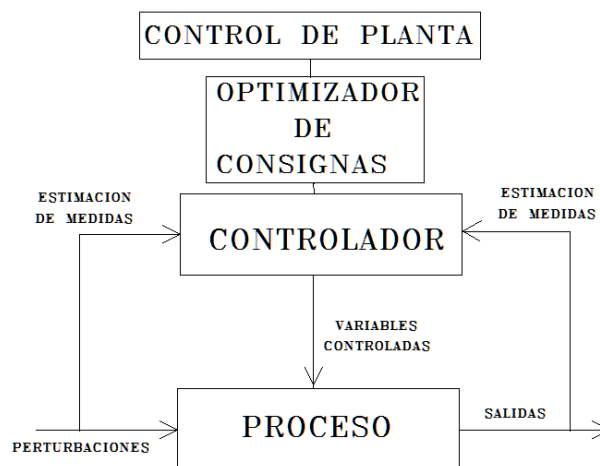 CONTROL DE PLANTA
OPTIMIZADOR
DE
CONSIGNAS
ESTIMACION
DE MEDIDAS
ESTIMACION
DE MEDIDAS
CONTROLADOR
VARIABLES
CONTROLADAS
PROCESO
SALIDAS
PERTURBACIONES